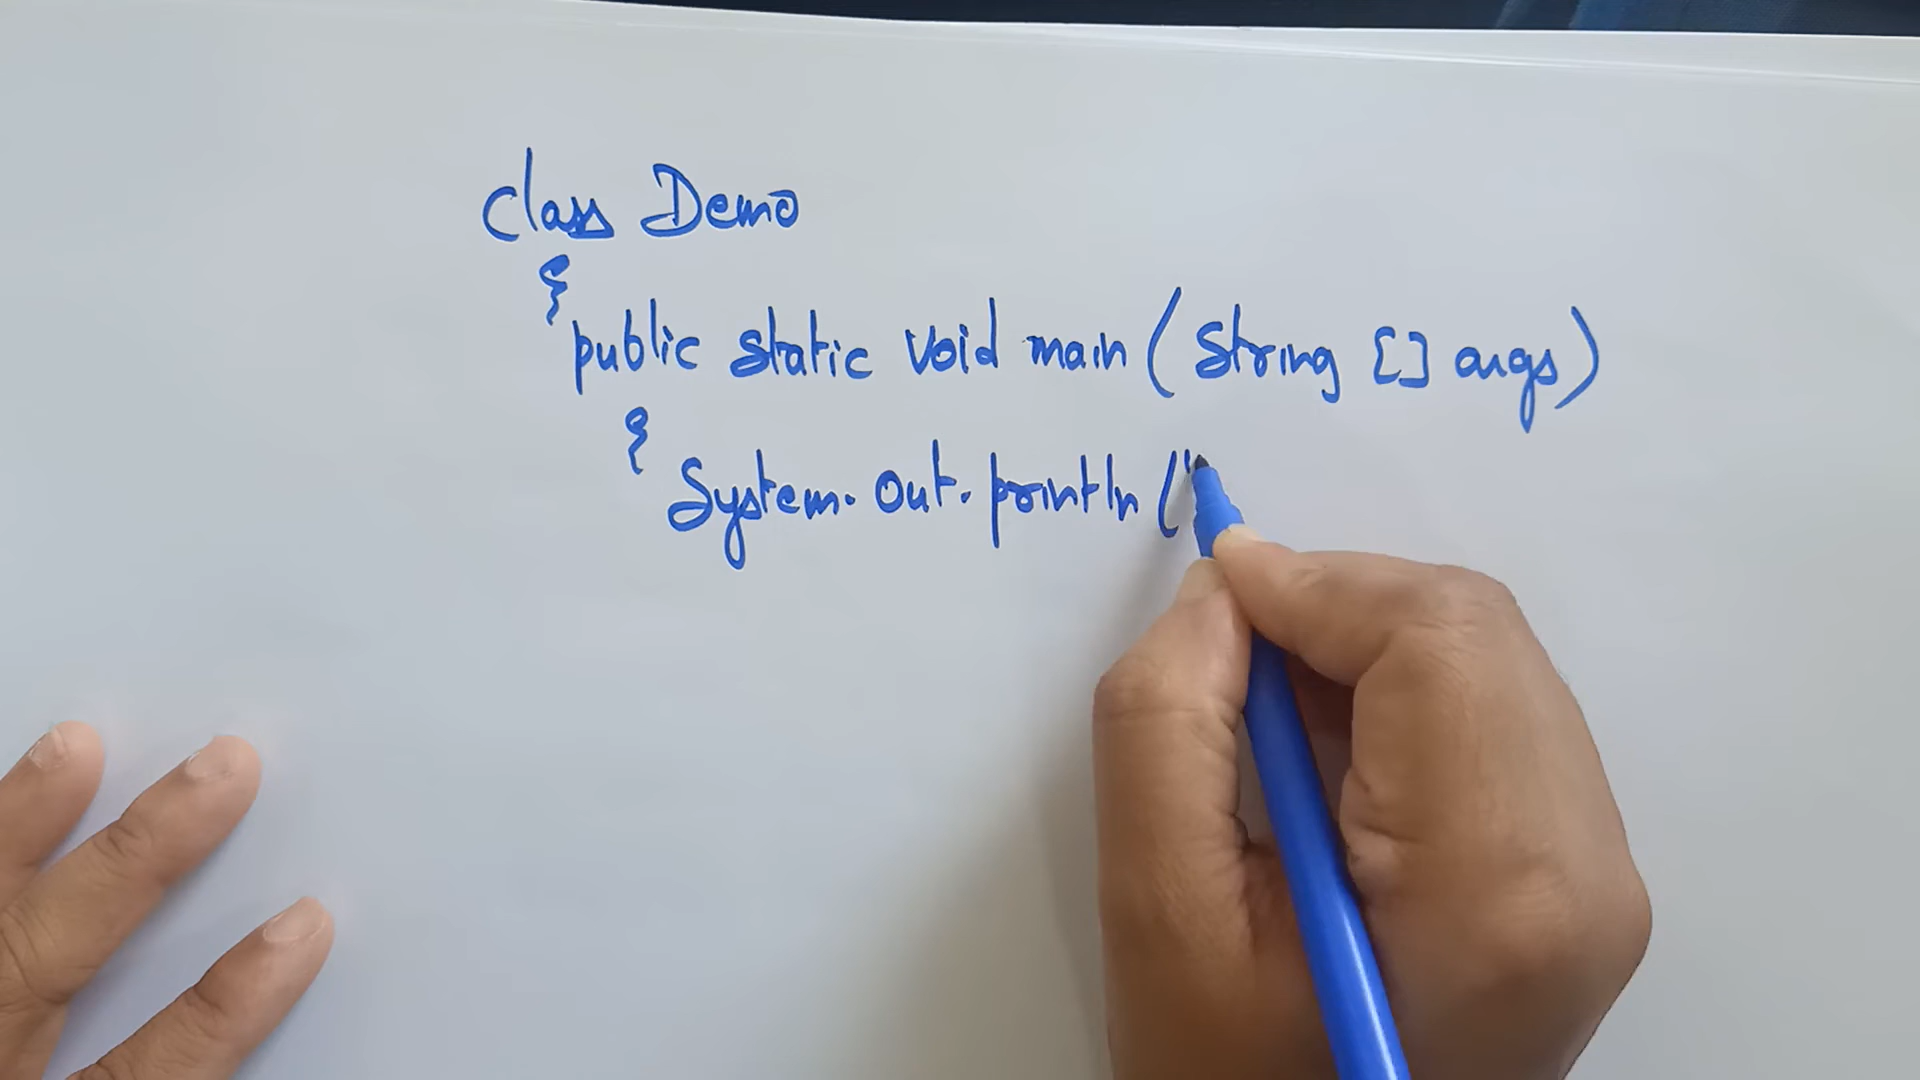 class Demo
{
public static void main (String [] args)
{
System.out.println ("